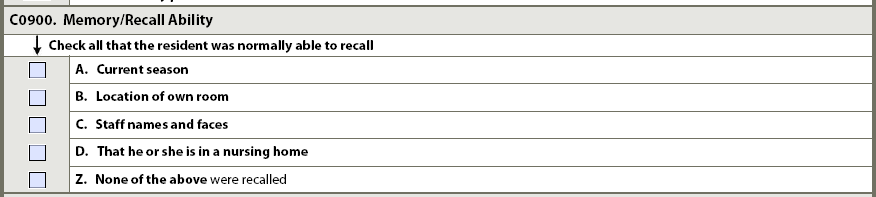 C0900. Memory/Recall Ability
Check all that the resident was normally able to recall
A. Current season
B. Location of own room
C. Staff names and faces
D. That he or she is in a nursing home
Z. None of the above were recalled